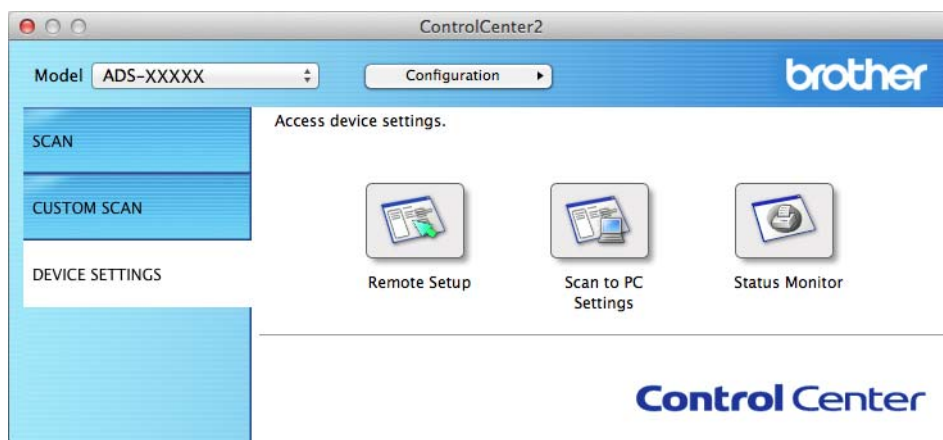 ControlCenter2
Model ADS-XXXXX Configuration brother
SCAN
CUSTOM SCAN
DEVICE SETTINGS
Access device settings.
Remote Setup
Scan to PC
Settings
Status Monitor
Control Center